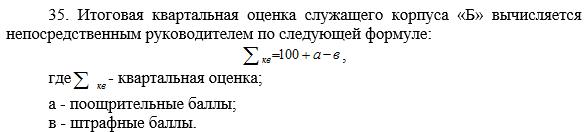 35. Итоговая квартальная оценка служащего корпуса «Б» вычисляется
непосредственным руководителем по следующей формуле:
∑ кв=100 + а − в ,
где ∑ кв - квартальная оценка;
а - поощрительные баллы;
в - штрафные баллы.